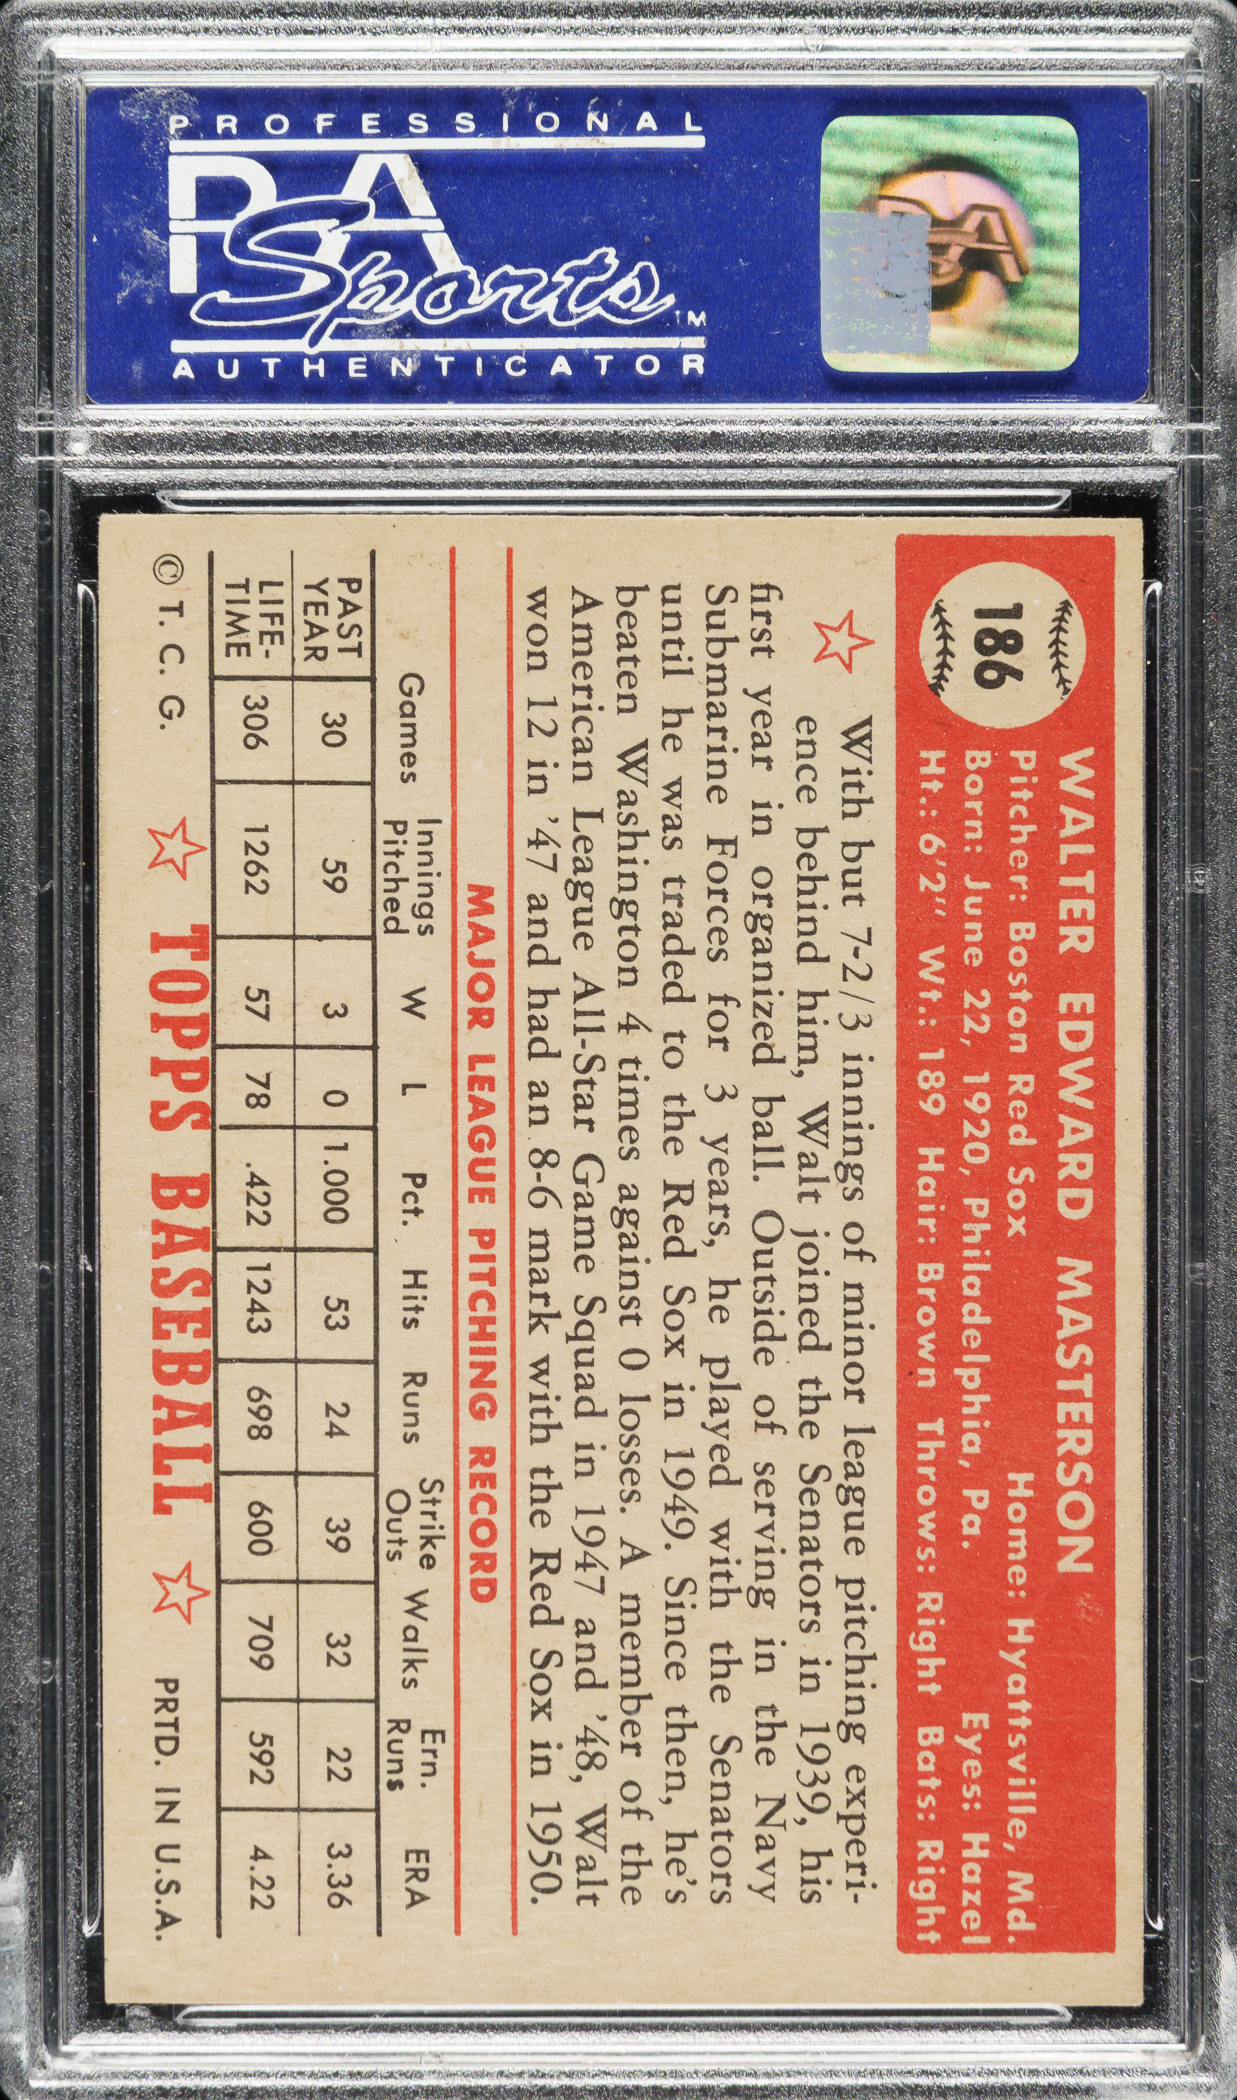 PROFESSIONAL
PSA
Sports TM
AUTHENTICATOR
PSA
186
WALTER EDWARD MASTERSON
Pitcher: Boston Red Sox Home: Hyattsville, Md.
Born: June 22, 1920, Philadelphia, Pa. Eyes: Hazel
Ht.: 6'2" Wt.: 189 Hair: Brown Throws: Right Bats: Right
With but 7-2/3 innings of minor league pitching experi-
ence behind him, Walt joined the Senators in 1939, his
first year in organized ball. Outside of serving in the Navy
Submarine Forces for 3 years, he played with the Senators
until he was traded to the Red Sox in 1949. Since then, he's
beaten Washington 4 times against 0 losses. A member of the
American League All-Star Game Squad in 1947 and '48, Walt
won 12 in '47 and had an 8-6 mark with the Red Sox in 1950.
MAJOR LEAGUE PITCHING RECORD
Games Innings Pitched W L Pct. Hits Runs Strike Outs Walks Ern. Runs ERA
PAST YEAR 30 59 3 0 1.000 53 24 39 32 22 3.36
LIFE-TIME 306 1262 57 78 .422 1243 698 600 709 592 4.22
© T. C. G. TOPPS BASEBALL PRTD. IN U.S.A.